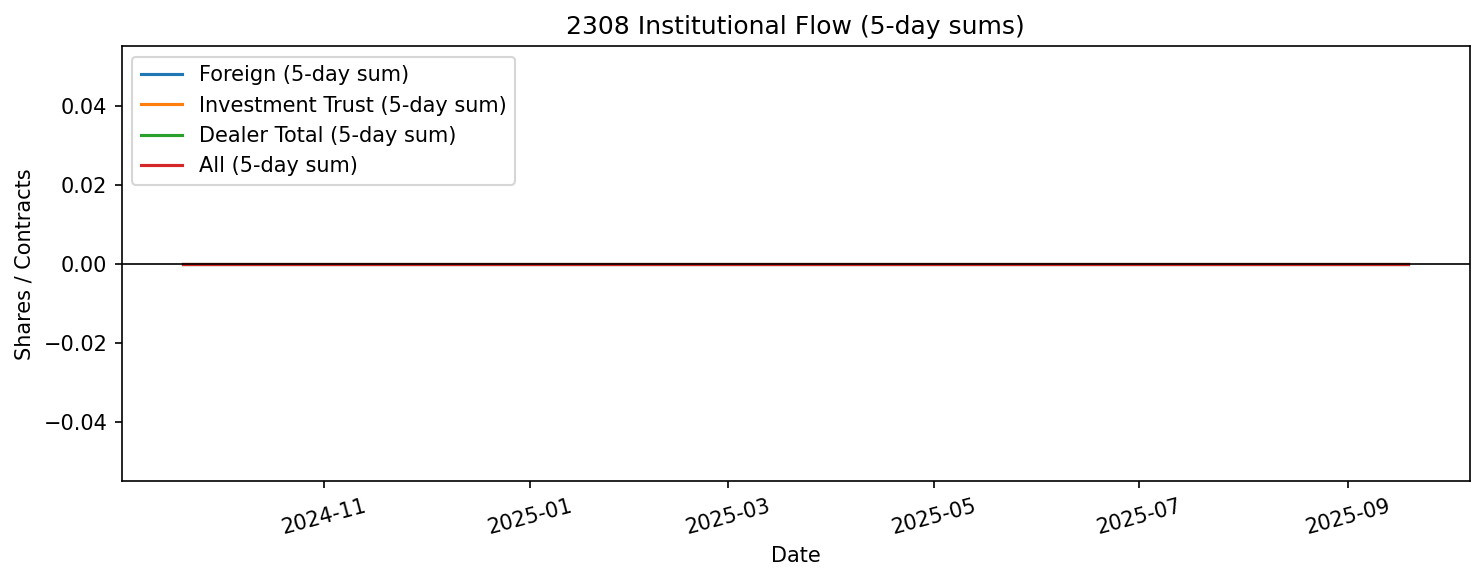 2308 Institutional Flow (5-day sums)
Foreign (5-day sum)
Investment Trust (5-day sum)
Dealer Total (5-day sum)
All (5-day sum)
Shares / Contracts
0.04
0.02
0.00
−0.02
−0.04
2024-11
2025-01
2025-03
2025-05
2025-07
2025-09
Date